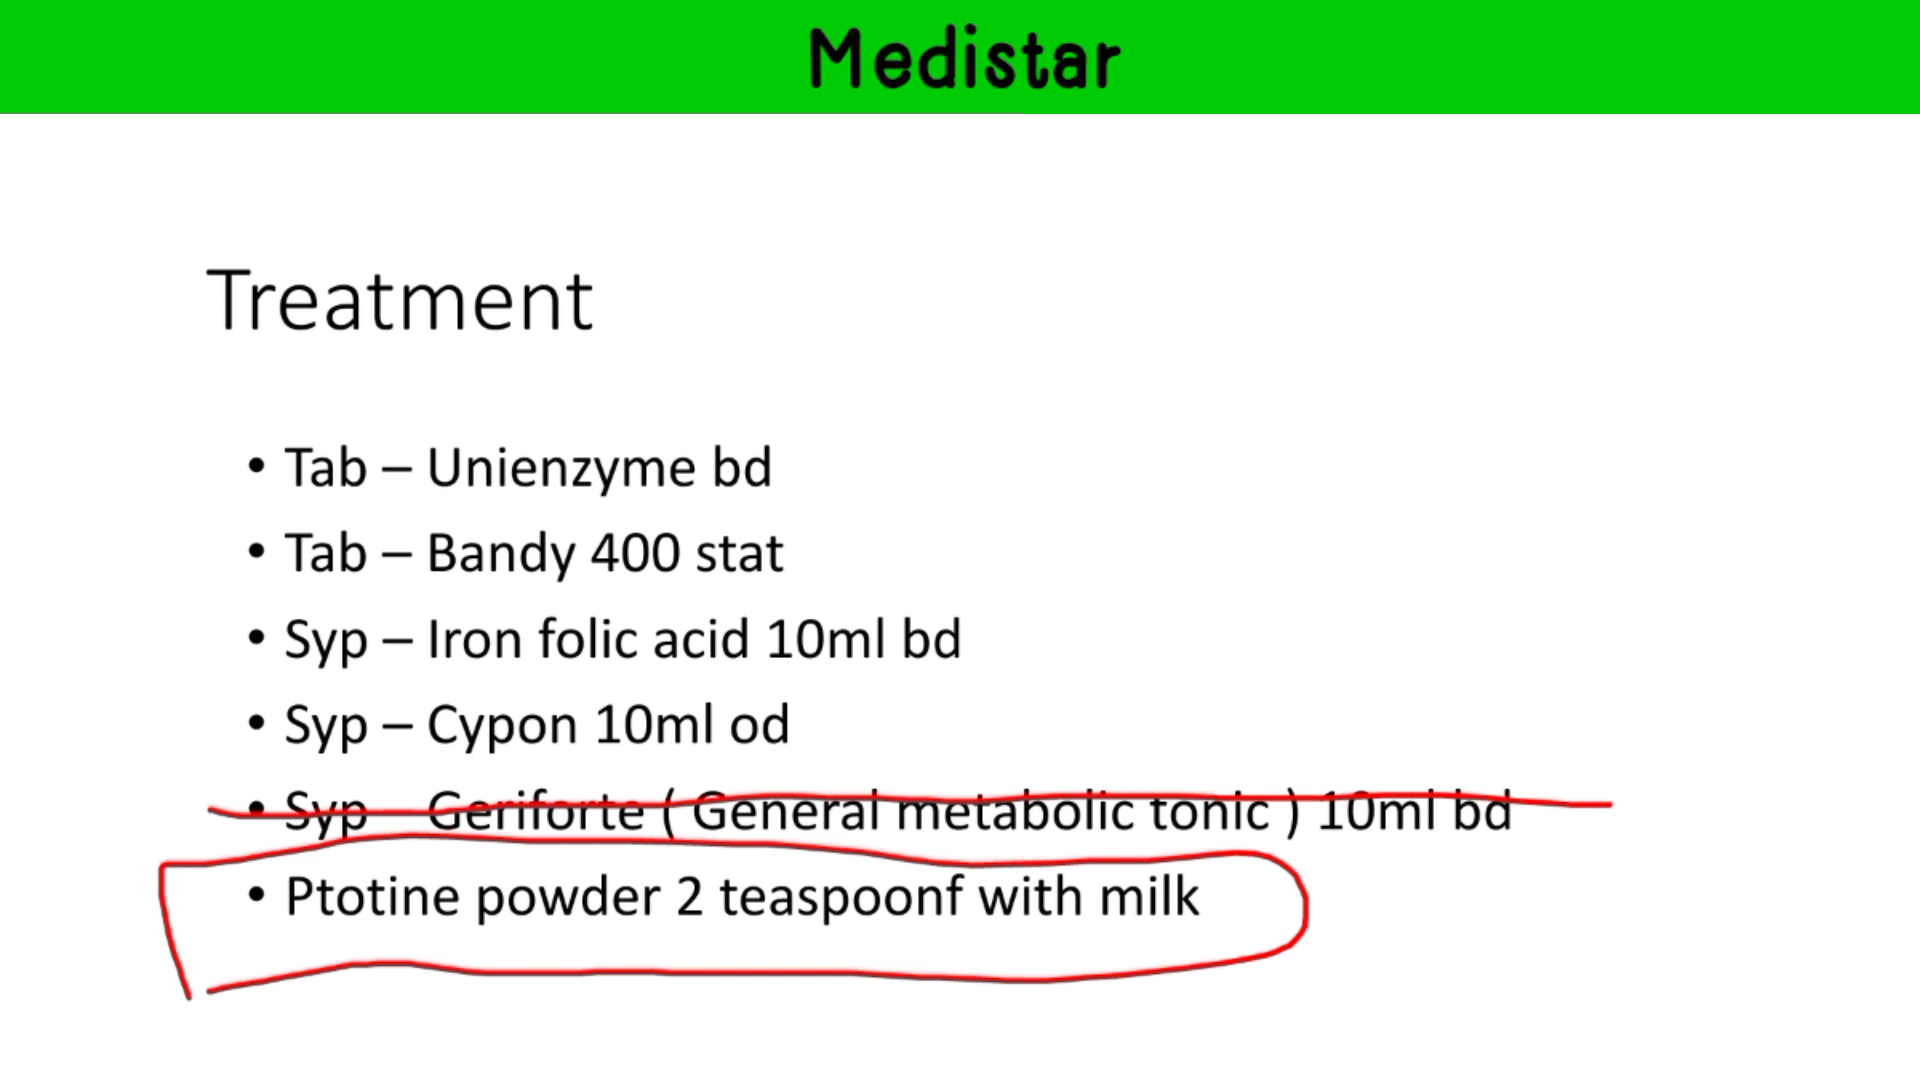 Medistar
Treatment
• Tab – Unienzyme bd
• Tab – Bandy 400 stat
• Syp – Iron folic acid 10ml bd
• Syp – Cypon 10ml od
• Syp – Geriforte ( General metabolic tonic ) 10ml bd
• Ptotine powder 2 teaspoonf with milk